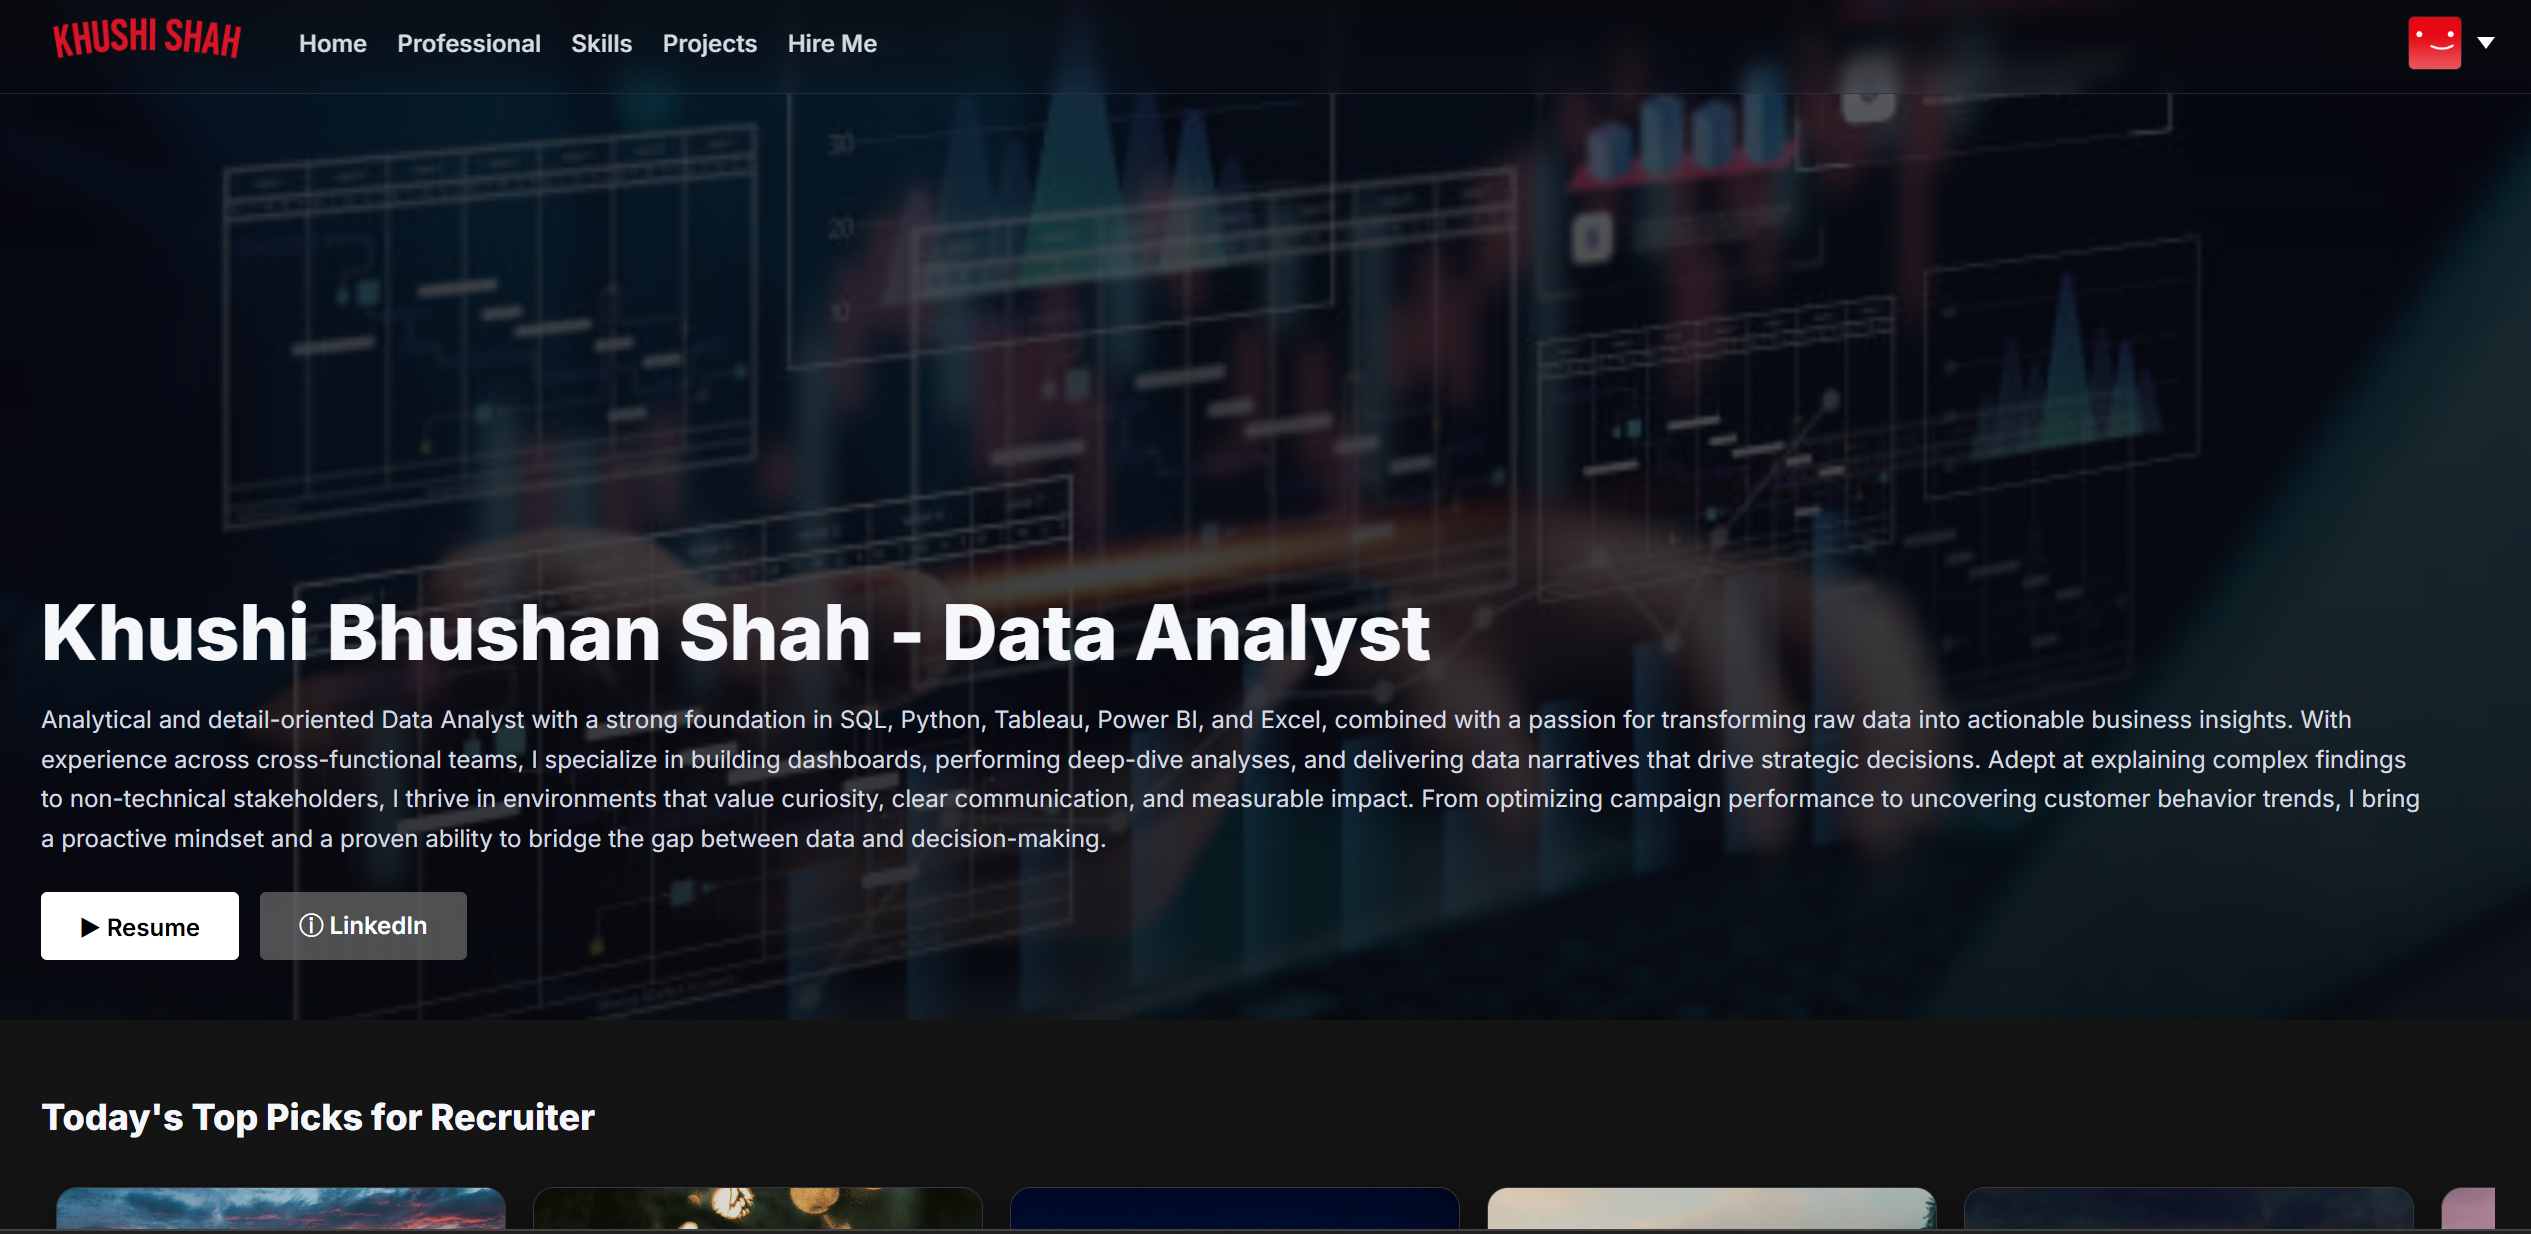 KHUSHI SHAH
Home Professional Skills Projects Hire Me
30
20
10
Khushi Bhushan Shah - Data Analyst
Analytical and detail-oriented Data Analyst with a strong foundation in SQL, Python, Tableau, Power BI, and Excel, combined with a passion for transforming raw data into actionable business insights. With
experience across cross-functional teams, I specialize in building dashboards, performing deep-dive analyses, and delivering data narratives that drive strategic decisions. Adept at explaining complex findings
to non-technical stakeholders, I thrive in environments that value curiosity, clear communication, and measurable impact. From optimizing campaign performance to uncovering customer behavior trends, I bring
a proactive mindset and a proven ability to bridge the gap between data and decision-making.
▶ Resume ⓘ LinkedIn
Today's Top Picks for Recruiter